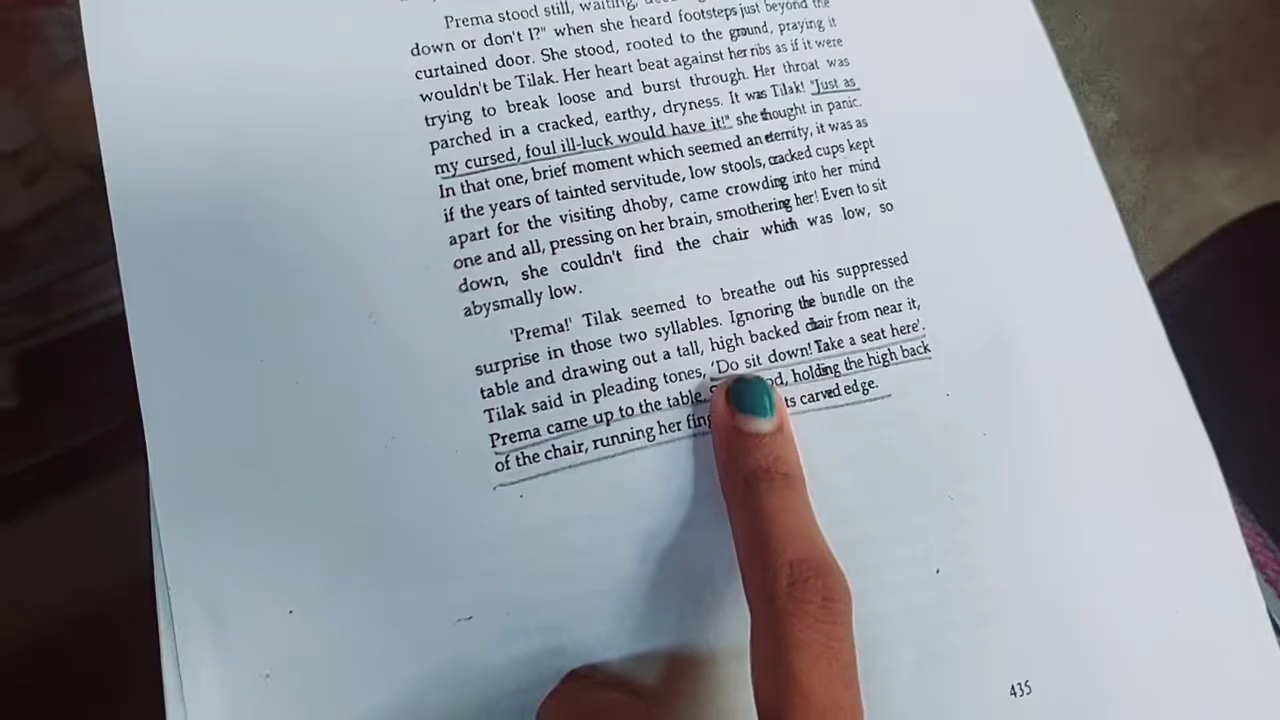 Prema stood still, waiting,
down or don't I?" when she heard footsteps just beyond the
curtained door. She stood, rooted to the ground, praying it
wouldn't be Tilak. Her heart beat against her ribs as if it were
trying to break loose and burst through. Her throat was
parched in a cracked, earthy, dryness. It was Tilak! "Just as
my cursed, foul ill-luck would have it!" she thought in panic.
In that one, brief moment which seemed an eternity, it was as
if the years of tainted servitude, low stools, cracked cups kept
apart for the visiting dhoby, came crowding into her mind
one and all, pressing on her brain, smothering her! Even to sit
down, she couldn't find the chair which was low, so
abysmally low.
'Prema!' Tilak seemed to breathe out his suppressed
surprise in those two syllables. Ignoring the bundle on the
table and drawing out a tall, high backed chair from near it,
Tilak said in pleading tones, 'Do sit down! Take a seat here'.
Prema came up to the table. holding the high back
of the chair, running her carved edge.
435